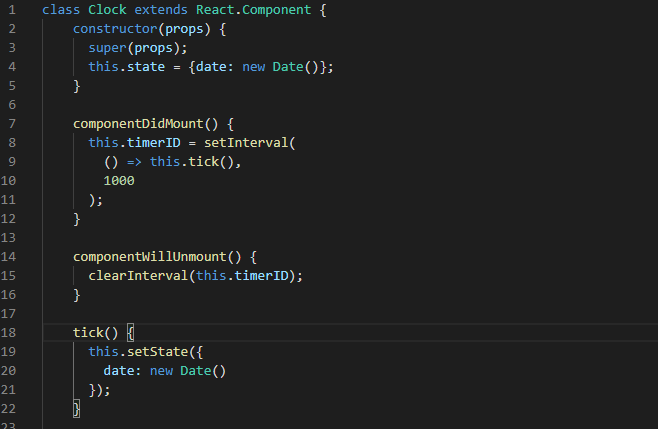 1 class Clock extends React.Component {
2 constructor(props) {
3 super(props);
4 this.state = {date: new Date()};
5 }
6
7 componentDidMount() {
8 this.timerID = setInterval(
9 () => this.tick(),
10 1000
11 );
12 }
13
14 componentWillUnmount() {
15 clearInterval(this.timerID);
16 }
17
18 tick() {
19 this.setState({
20 date: new Date()
21 });
22 }
23